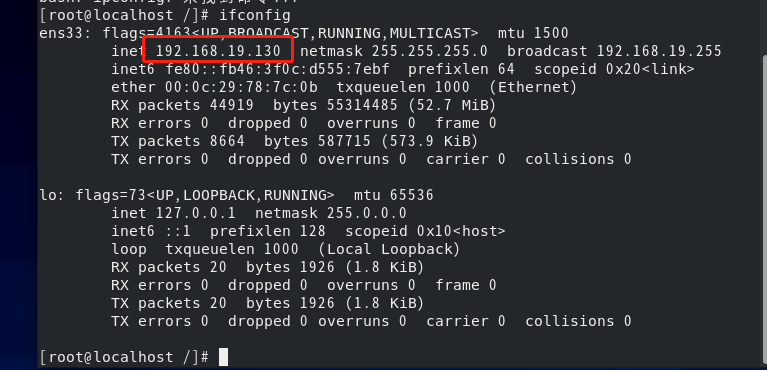 [root@localhost /]# ifconfig
ens33: flags=4163<UP,BROADCAST,RUNNING,MULTICAST>  mtu 1500
        inet 192.168.19.130  netmask 255.255.255.0  broadcast 192.168.19.255
        inet6 fe80::fb46:3f0c:d555:7ebf  prefixlen 64  scopeid 0x20<link>
        ether 00:0c:29:78:7c:0b  txqueuelen 1000  (Ethernet)
        RX packets 44919  bytes 55314485 (52.7 MiB)
        RX errors 0  dropped 0  overruns 0  frame 0
        TX packets 8664  bytes 587715 (573.9 KiB)
        TX errors 0  dropped 0 overruns 0  carrier 0  collisions 0

lo: flags=73<UP,LOOPBACK,RUNNING>  mtu 65536
        inet 127.0.0.1  netmask 255.0.0.0
        inet6 ::1  prefixlen 128  scopeid 0x10<host>
        loop  txqueuelen 1000  (Local Loopback)
        RX packets 20  bytes 1926 (1.8 KiB)
        RX errors 0  dropped 0  overruns 0  frame 0
        TX packets 20  bytes 1926 (1.8 KiB)
        TX errors 0  dropped 0 overruns 0  carrier 0  collisions 0

[root@localhost /]#